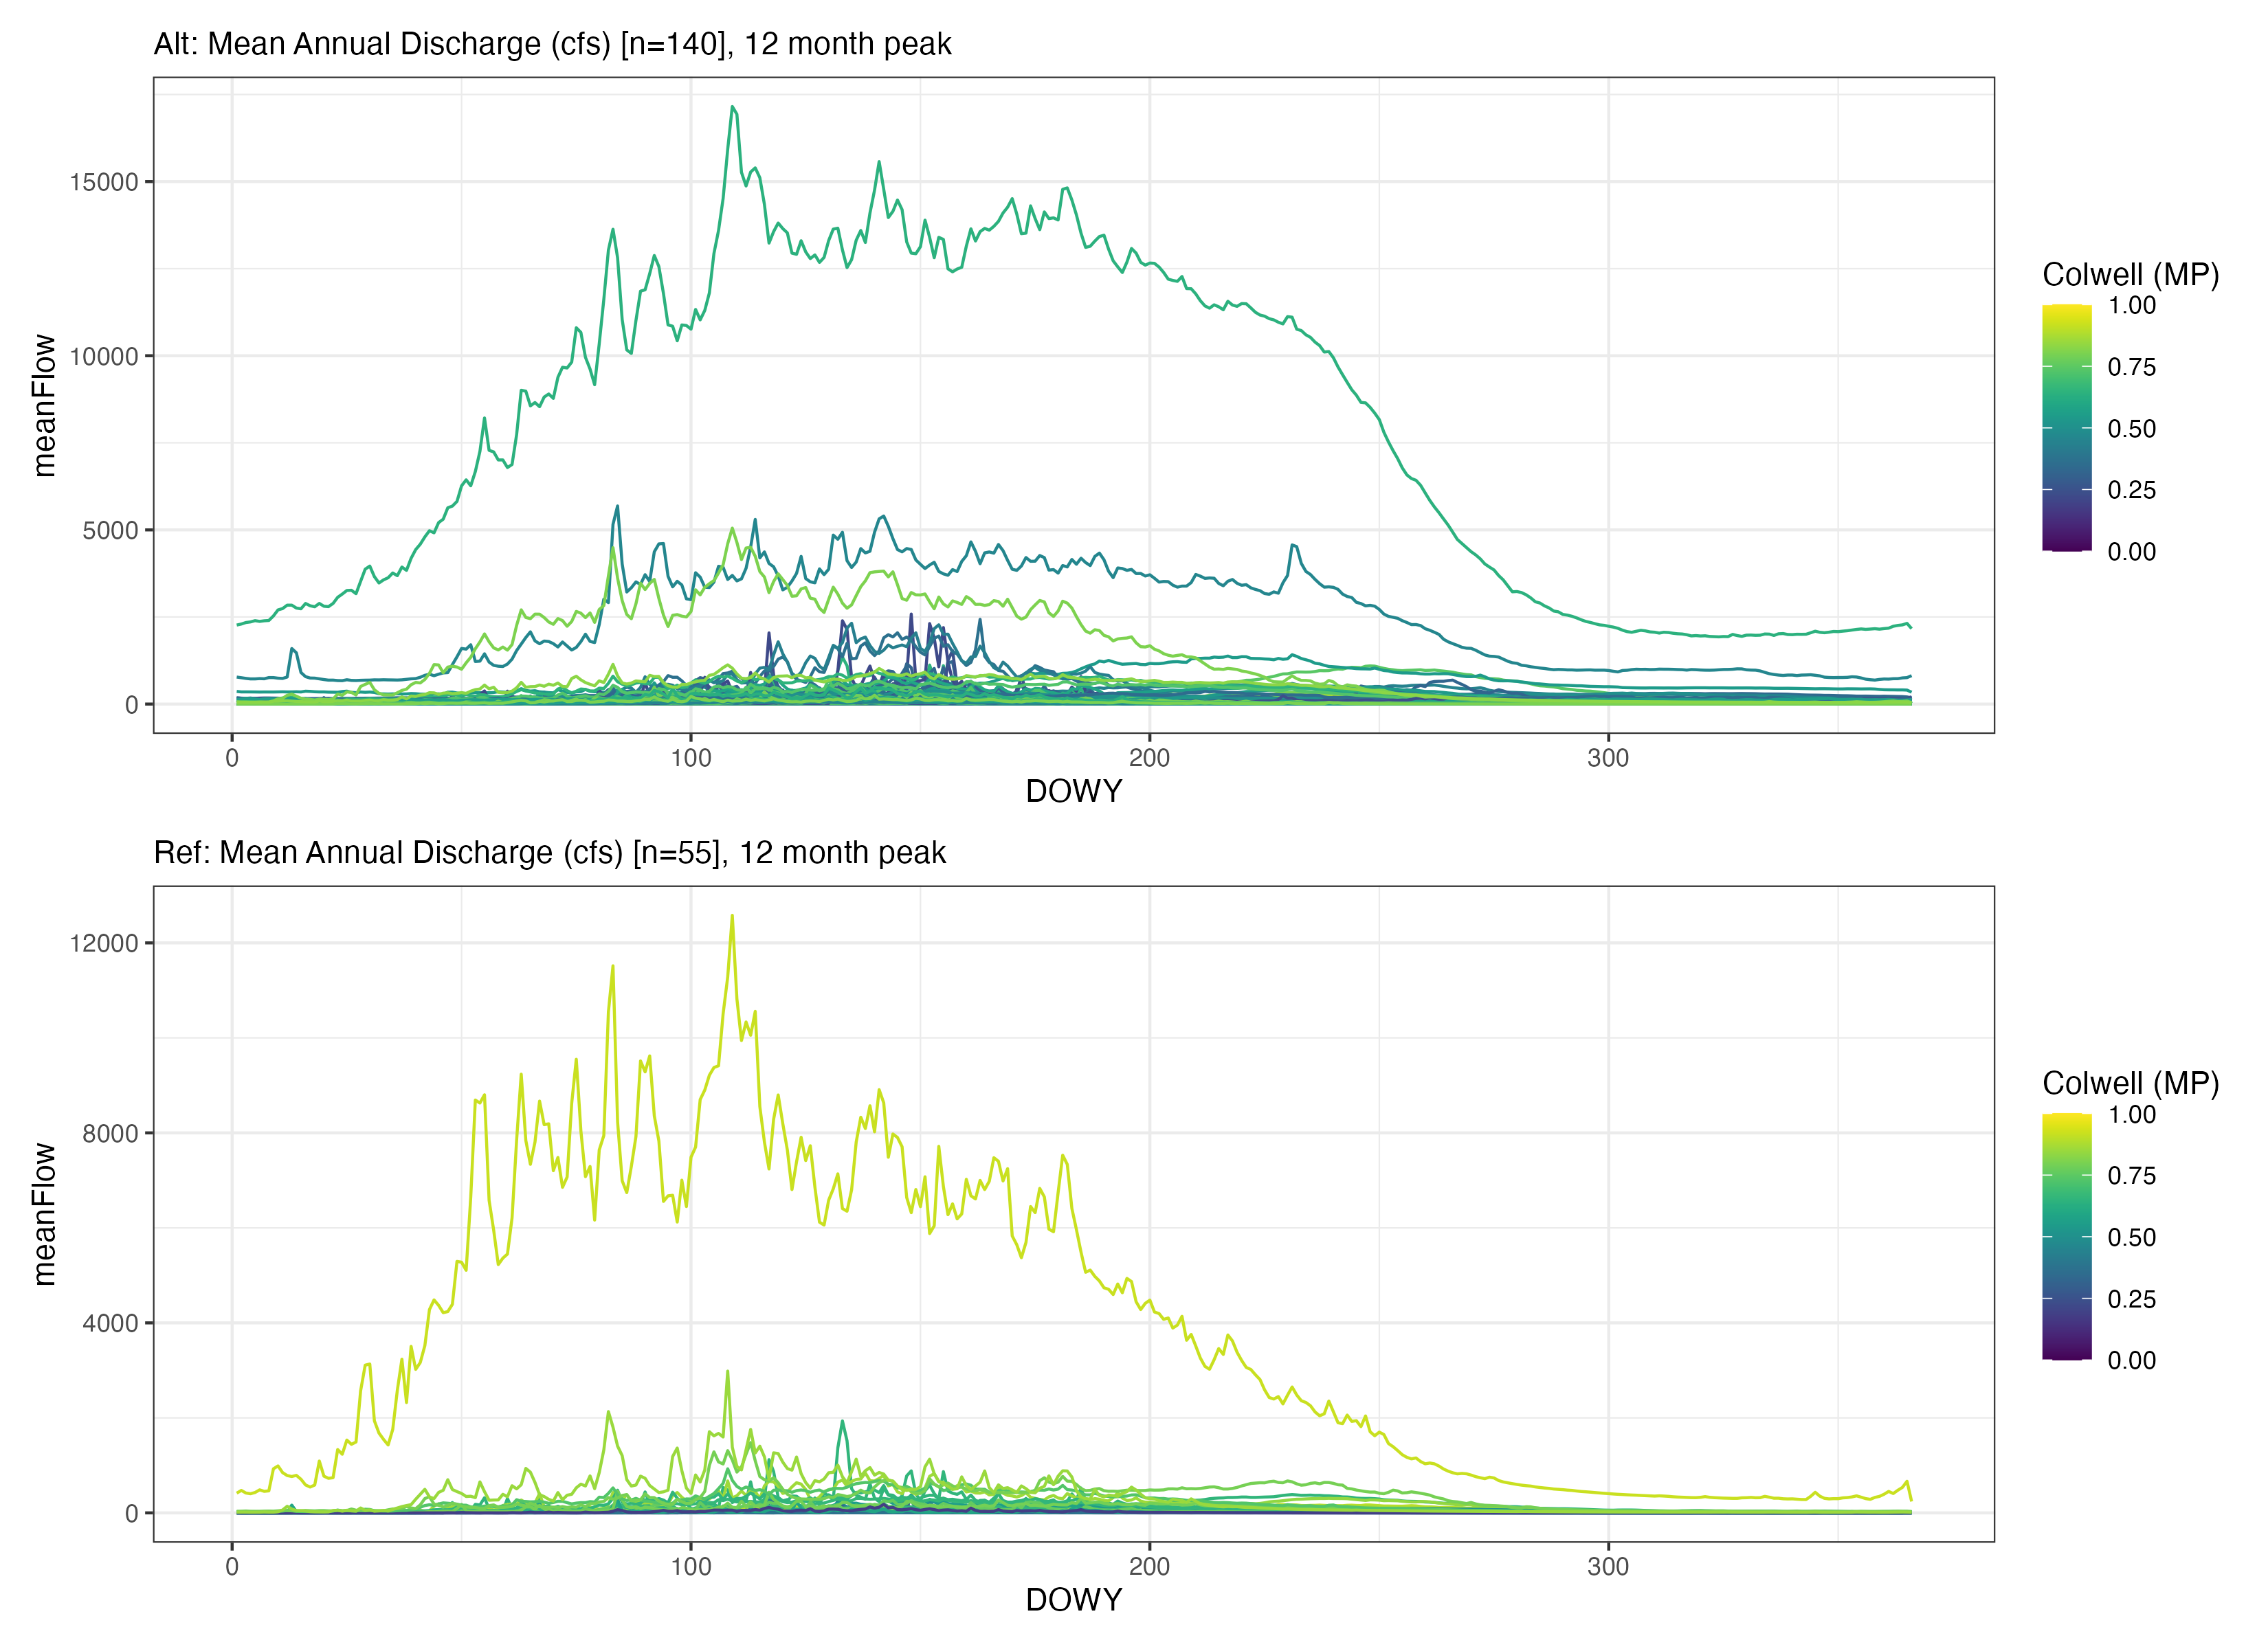 Alt: Mean Annual Discharge (cfs) [n=140], 12 month peak
15000
10000
5000
0
meanFlow
0 100 200 300
DOWY
Colwell (MP)
1.00
0.75
0.50
0.25
0.00
Ref: Mean Annual Discharge (cfs) [n=55], 12 month peak
12000
8000
4000
0
meanFlow
0 100 200 300
DOWY
Colwell (MP)
1.00
0.75
0.50
0.25
0.00